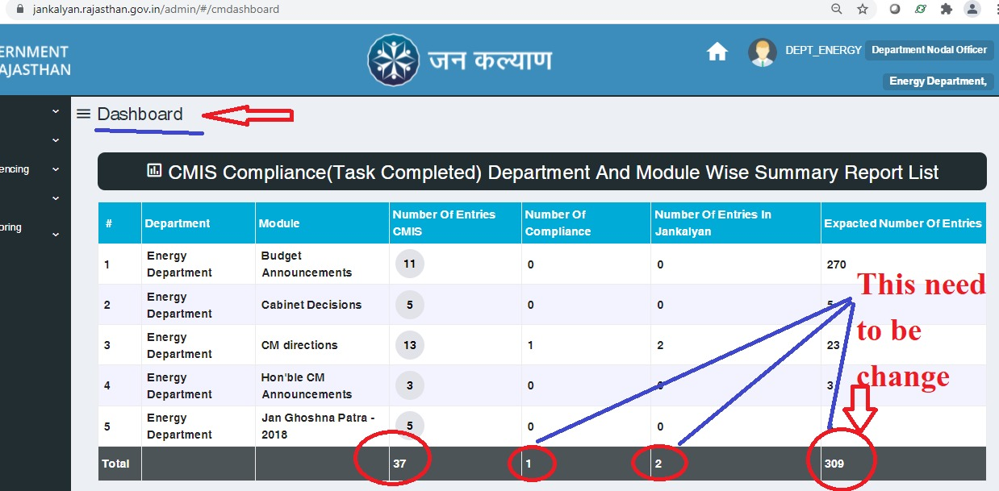 jankalyan.rajasthan.gov.in/admin/#/cmdashboard
ERNMENT
AJASTHAN
जन कल्याण
DEPT_ENERGY Department Nodal Officer
Energy Department,
encing
oring
Dashboard
CMIS Compliance(Task Completed) Department And Module Wise Summary Report List
# Department Module Number Of Entries CMIS Number Of Compliance Number Of Entries In Jankalyan Expacted Number Of Entries
1 Energy Department Budget Announcements 11 0 0 270
2 Energy Department Cabinet Decisions 5 0 0 5
3 Energy Department CM directions 13 1 2 23
4 Energy Department Hon'ble CM Announcements 3 0 0 3
5 Energy Department Jan Ghoshna Patra - 2018 5 0 0
Total 37 1 2 309
This need
to be
change